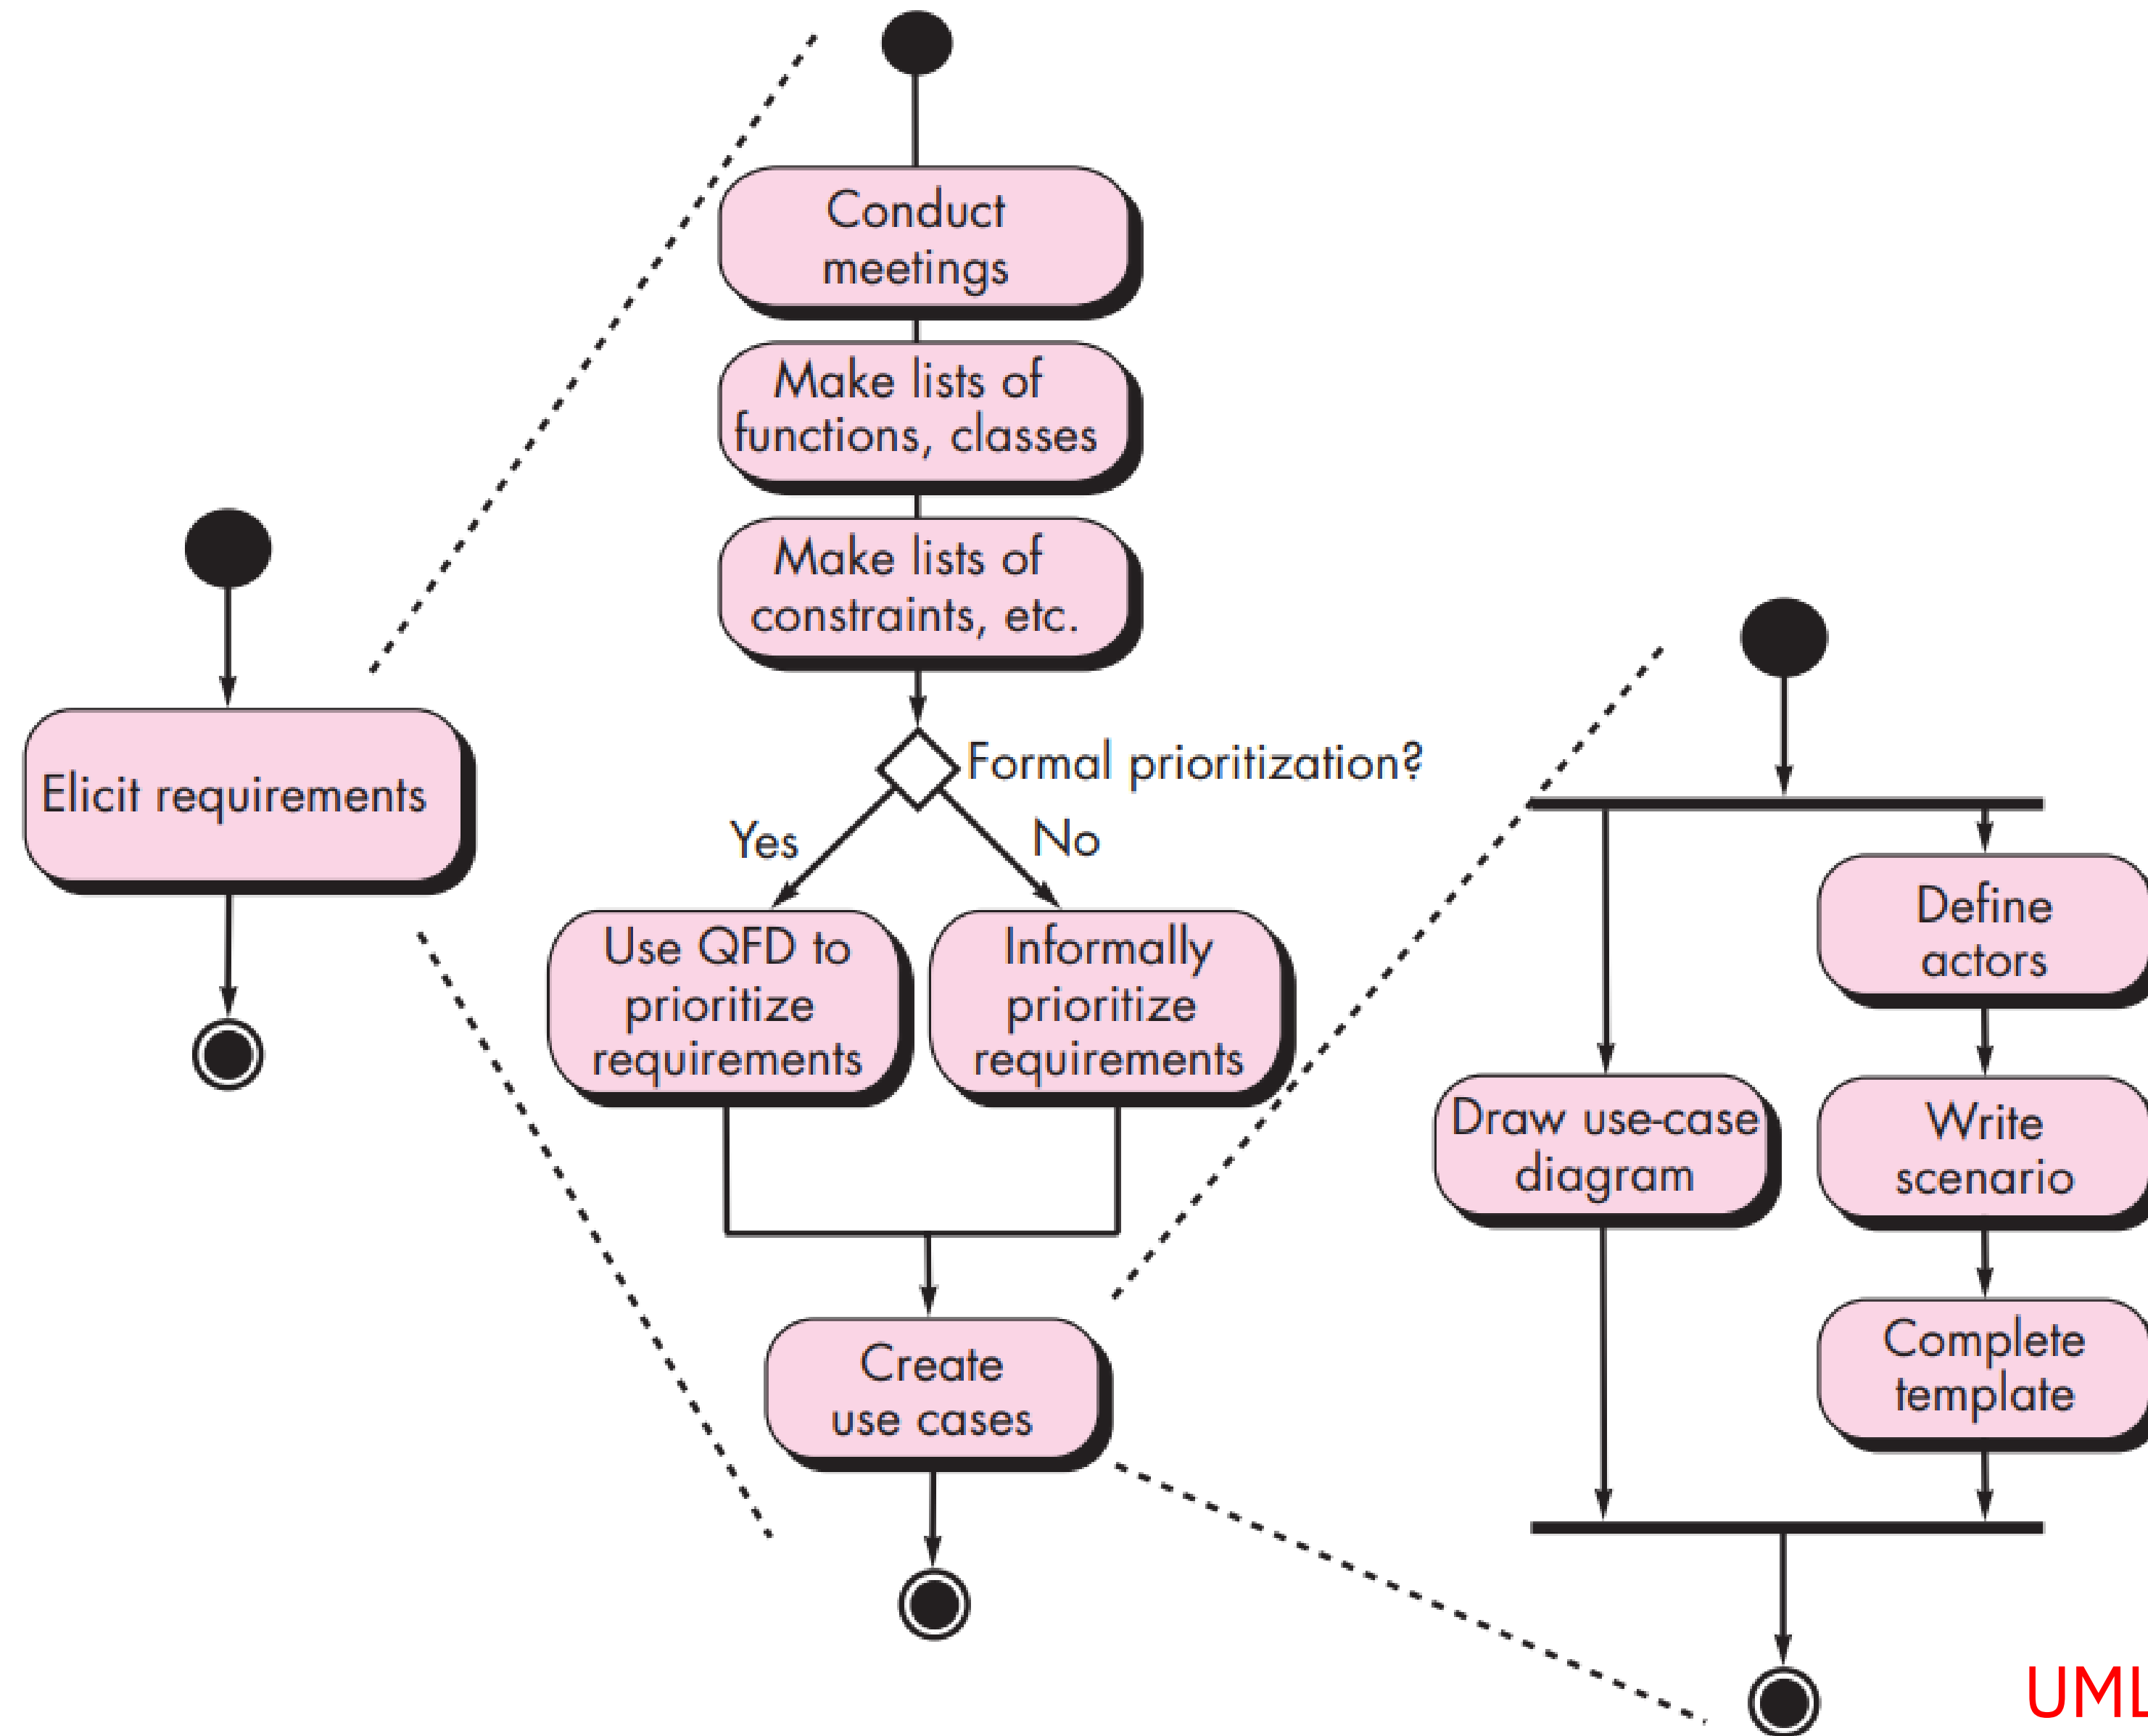 Elicit requirements
Conduct
meetings
Make lists of
functions, classes
Make lists of
constraints, etc.
Formal prioritization?
Yes
No
Use QFD to
prioritize
requirements
Informally
prioritize
requirements
Create
use cases
Define
actors
Draw use-case
diagram
Write
scenario
Complete
template
UML